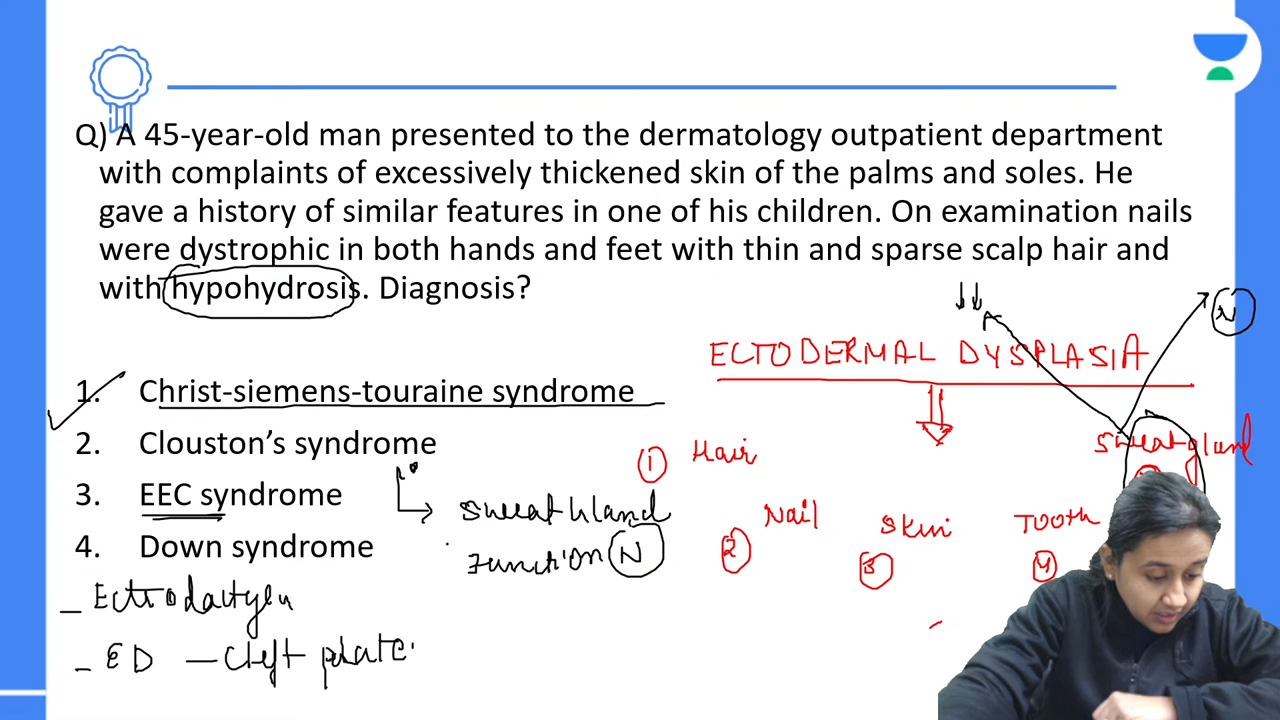 Q) A 45-year-old man presented to the dermatology outpatient department
with complaints of excessively thickened skin of the palms and soles. He
gave a history of similar features in one of his children. On examination nails
were dystrophic in both hands and feet with thin and sparse scalp hair and
with hypohydrosis. Diagnosis?
N
ECTODERMAL DYSPLASIA
1. Christ-siemens-touraine syndrome
2. Clouston's syndrome
3. EEC syndrome
4. Down syndrome
Sweat gland
1 Hair
Sweat Gland
Function N
Nail
2
Skin
3
Tooth
4
- Ectrodactyly
- ED - cleft palate